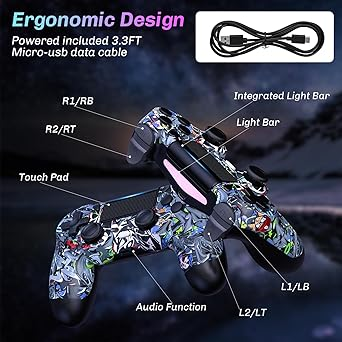 Ergonomic Design
Powered included 3.3FT
Micro-usb data cable
R1/RB
Integrated Light Bar
R2/RT
Light Bar
Touch Pad
L1/LB
Audio Function
L2/LT